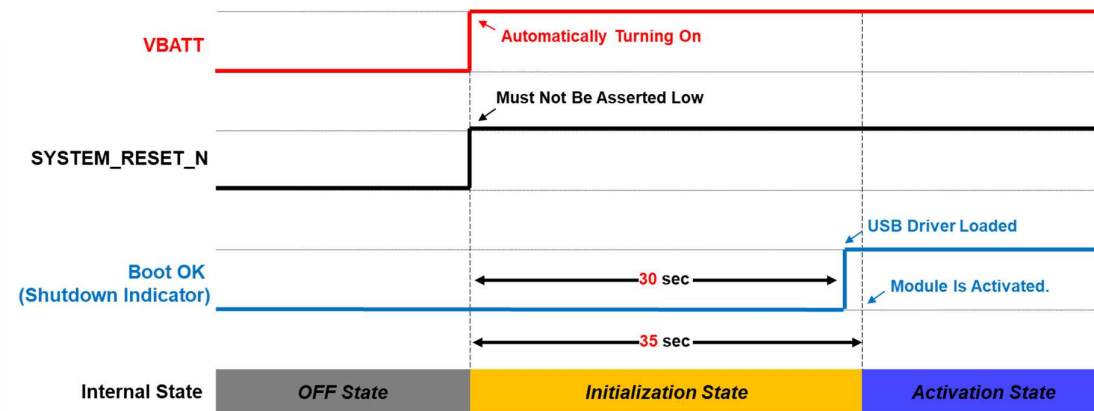 VBATT
Automatically Turning On
Must Not Be Asserted Low
SYSTEM_RESET_N
USB Driver Loaded
Boot OK
(Shutdown Indicator)
30 sec
Module Is Activated.
35 sec
Internal State
OFF State
Initialization State
Activation State